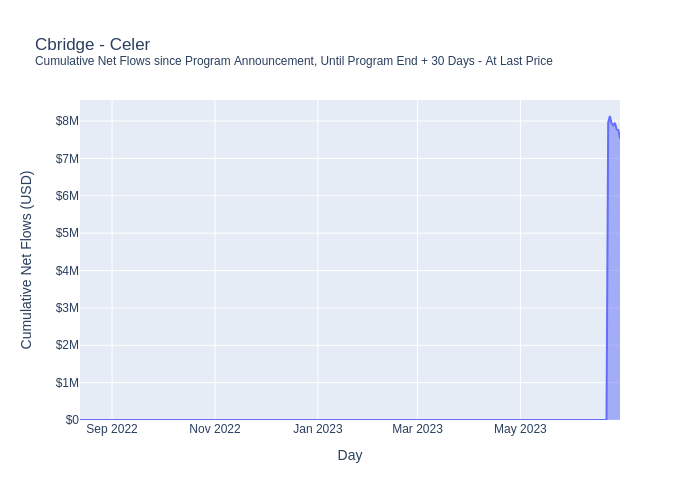 Cbridge - Celer
Cumulative Net Flows since Program Announcement, Until Program End + 30 Days - At Last Price
Cumulative Net Flows (USD)
$8M
$7M
$6M
$5M
$4M
$3M
$2M
$1M
$0
Sep 2022
Nov 2022
Jan 2023
Mar 2023
May 2023
Day